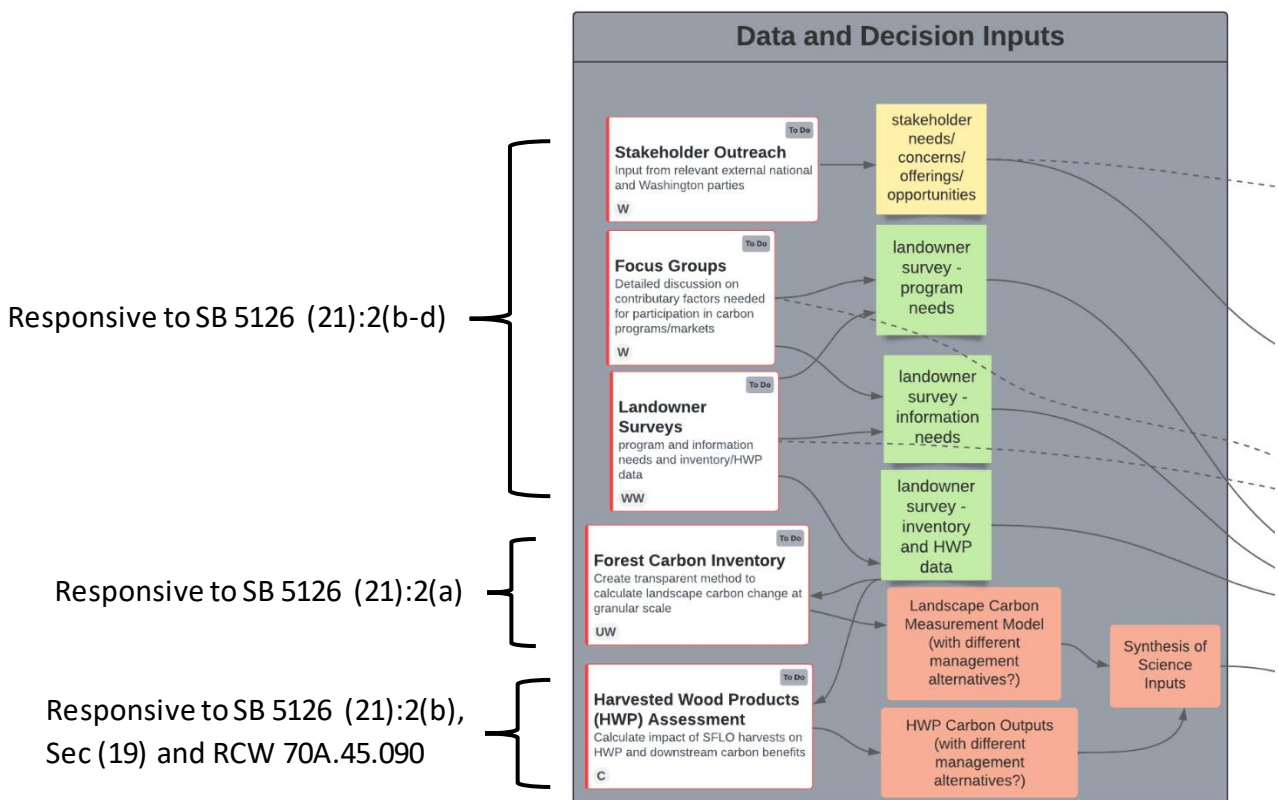 Data and Decision Inputs
Responsive to SB 5126 (21):2(b-d)
To Do
Stakeholder Outreach
Input from relevant external national
and Washington parties
W
stakeholder
needs/
concerns/
offerings/
opportunities
To Do
Focus Groups
Detailed discussion on
contributary factors needed
for participation in carbon
programs/markets
W
landowner
survey -
program
needs
To Do
Landowner
Surveys
program and information
needs and inventory/HWP
data
WW
landowner
survey -
information
needs
landowner
survey -
inventory
and HWP
data
Responsive to SB 5126 (21):2(a)
To Do
Forest Carbon Inventory
Create transparent method to
calculate landscape carbon change at
granular scale
UW
Landscape Carbon
Measurement Model
(with different
management
alternatives?)
Synthesis of
Science
Inputs
Responsive to SB 5126 (21):2(b),
Sec (19) and RCW 70A.45.090
To Do
Harvested Wood Products
(HWP) Assessment
Calculate impact of SFLO harvests on
HWP and downstream carbon benefits
C
HWP Carbon Outputs
(with different
management
alternatives?)